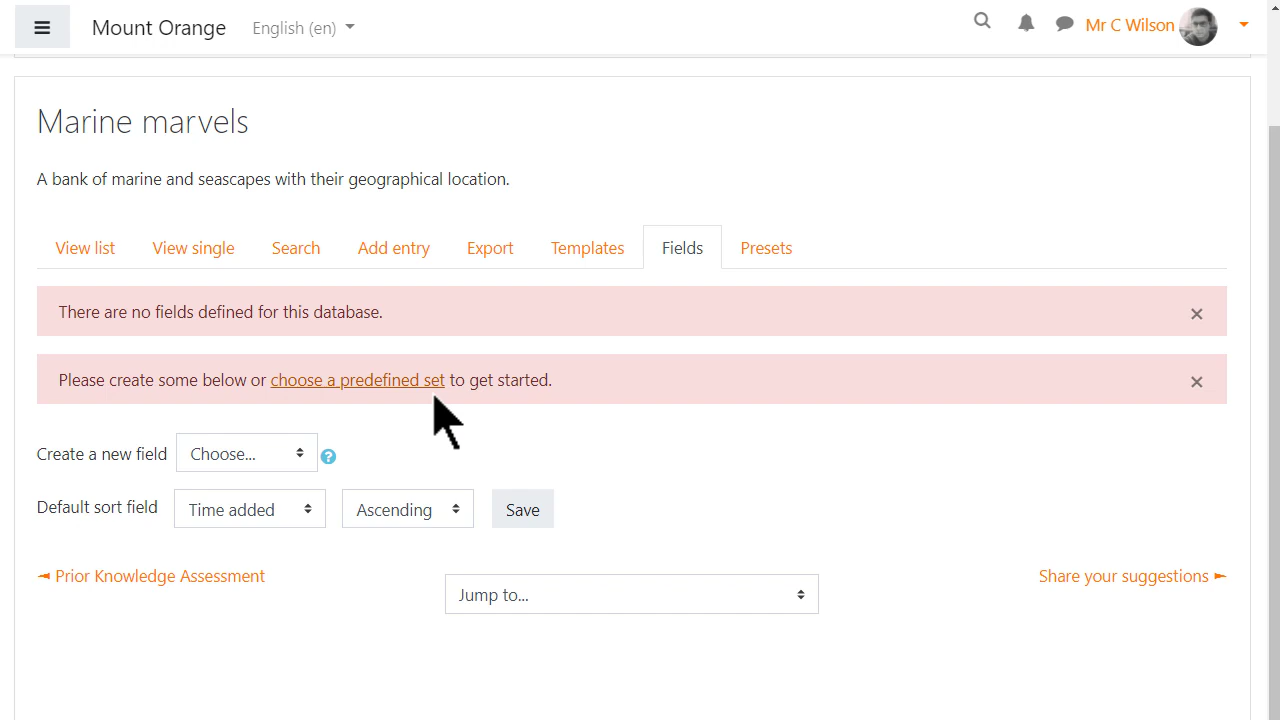 Mount Orange English (en) Mr C Wilson
Marine marvels
A bank of marine and seascapes with their geographical location.
View list View single Search Add entry Export Templates Fields Presets
There are no fields defined for this database. ×
Please create some below or choose a predefined set to get started. ×
Create a new field Choose... ?
Default sort field Time added Ascending Save
◄ Prior Knowledge Assessment Share your suggestions ►
Jump to...